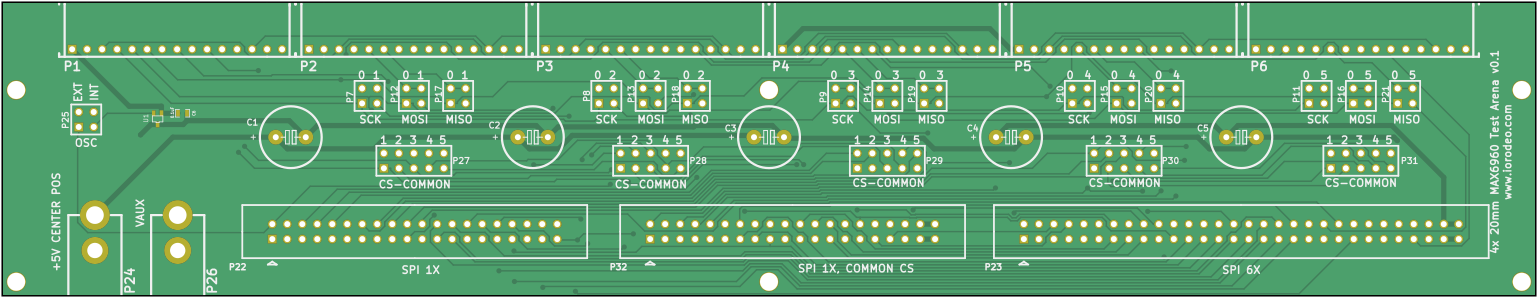 P1
P2
P3
P4
P5
P6
EXT
INT
P25
OSC
U1
C1
+
C2
+
C3
+
C4
+
C5
+
0 1
P7
SCK
0 1
P12
MOSI
0 1
P17
MISO
0 2
P8
SCK
0 2
P13
MOSI
0 2
P18
MISO
0 3
P9
SCK
0 3
P14
MOSI
0 3
P19
MISO
0 4
P10
SCK
0 4
P15
MOSI
0 4
P20
MISO
0 5
P11
SCK
0 5
P16
MOSI
0 5
P21
MISO
1 2 3 4 5
P27
CS-COMMON
1 2 3 4 5
P28
CS-COMMON
1 2 3 4 5
P29
CS-COMMON
1 2 3 4 5
P30
CS-COMMON
1 2 3 4 5
P31
CS-COMMON
+5V CENTER POS
P24
VAUX
P26
P22
SPI 1X
P32
SPI 1X, COMMON CS
P23
SPI 6X
4x 20mm MAX6960 Test Arena v0.1
www.iorodeo.com